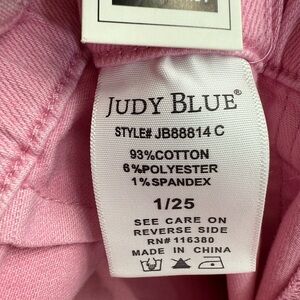 JUDY BLUE®
STYLE# JB88814 C
93%COTTON
6%POLYESTER
1%SPANDEX
1/25
SEE CARE ON
REVERSE SIDE
RN# 116380
MADE IN CHINA